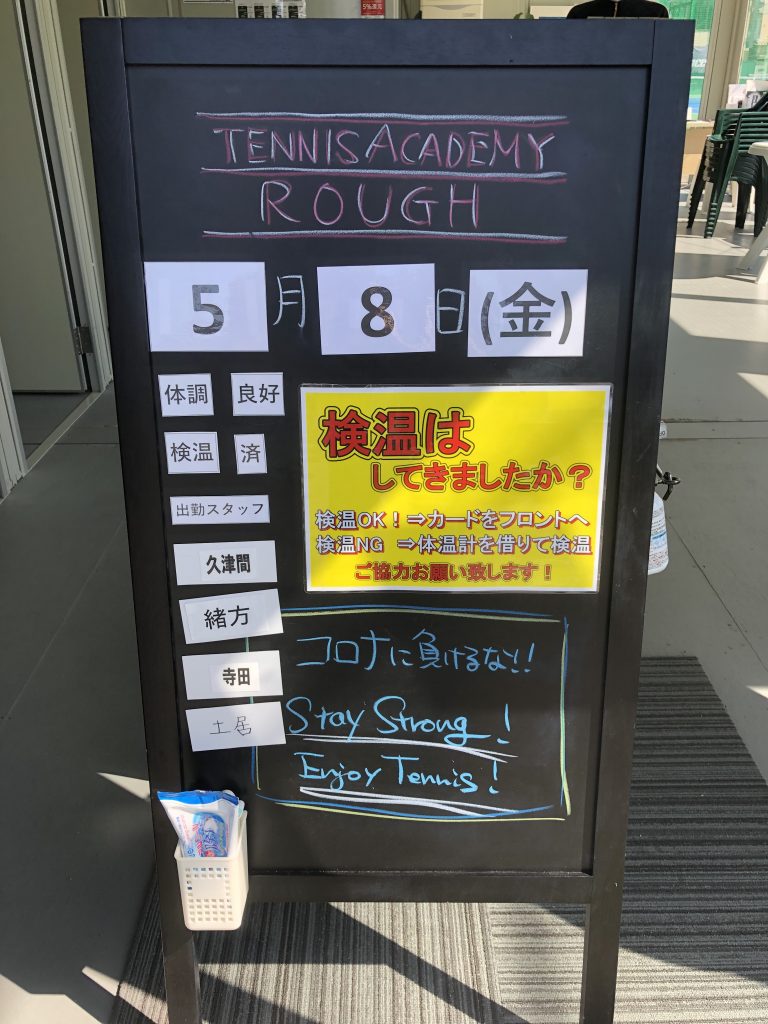 TENNIS ACADEMY
ROUGH
5月8日(金)
体調 良好
検温 済
出勤スタッフ
久津間
緒方
寺田
土居
検温は
してきましたか？
検温OK！⇒カードをフロントへ
検温NG ⇒体温計を借りて検温
ご協力お願い致します！
コロナに負けるな!!
Stay Strong!
Enjoy Tennis!